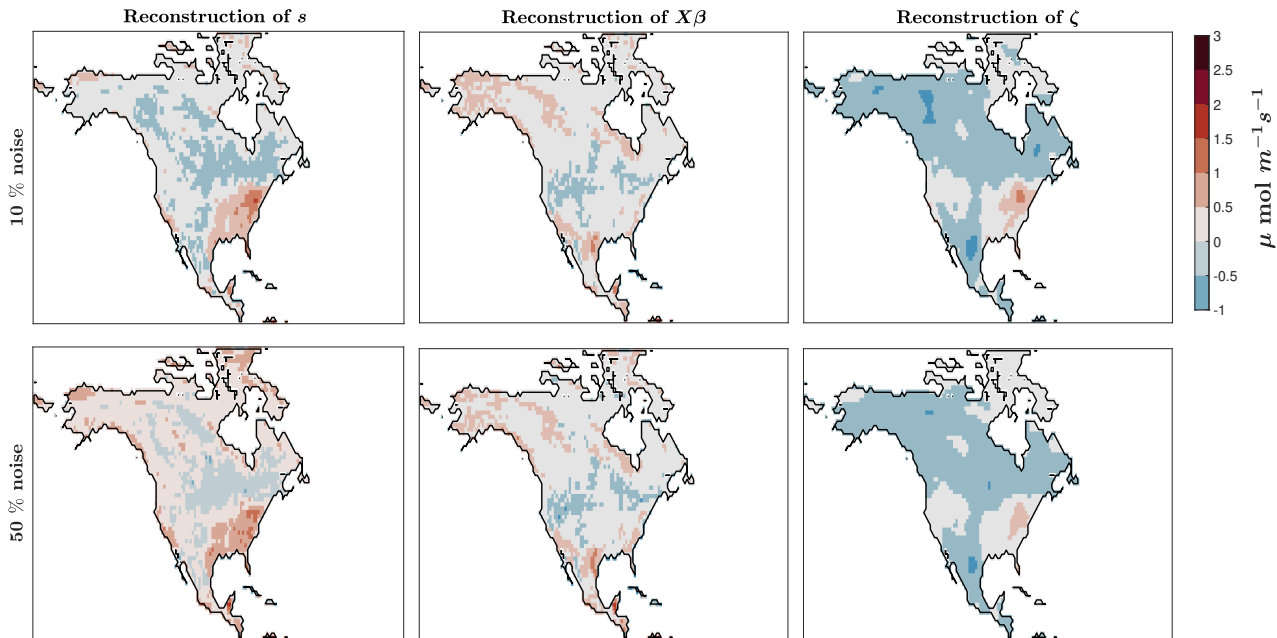 Reconstruction of s
Reconstruction of Xβ
Reconstruction of ζ
10 % noise
50 % noise
3
2.5
2
1.5
1
0.5
0
-0.5
-1
μ mol m⁻¹s⁻¹